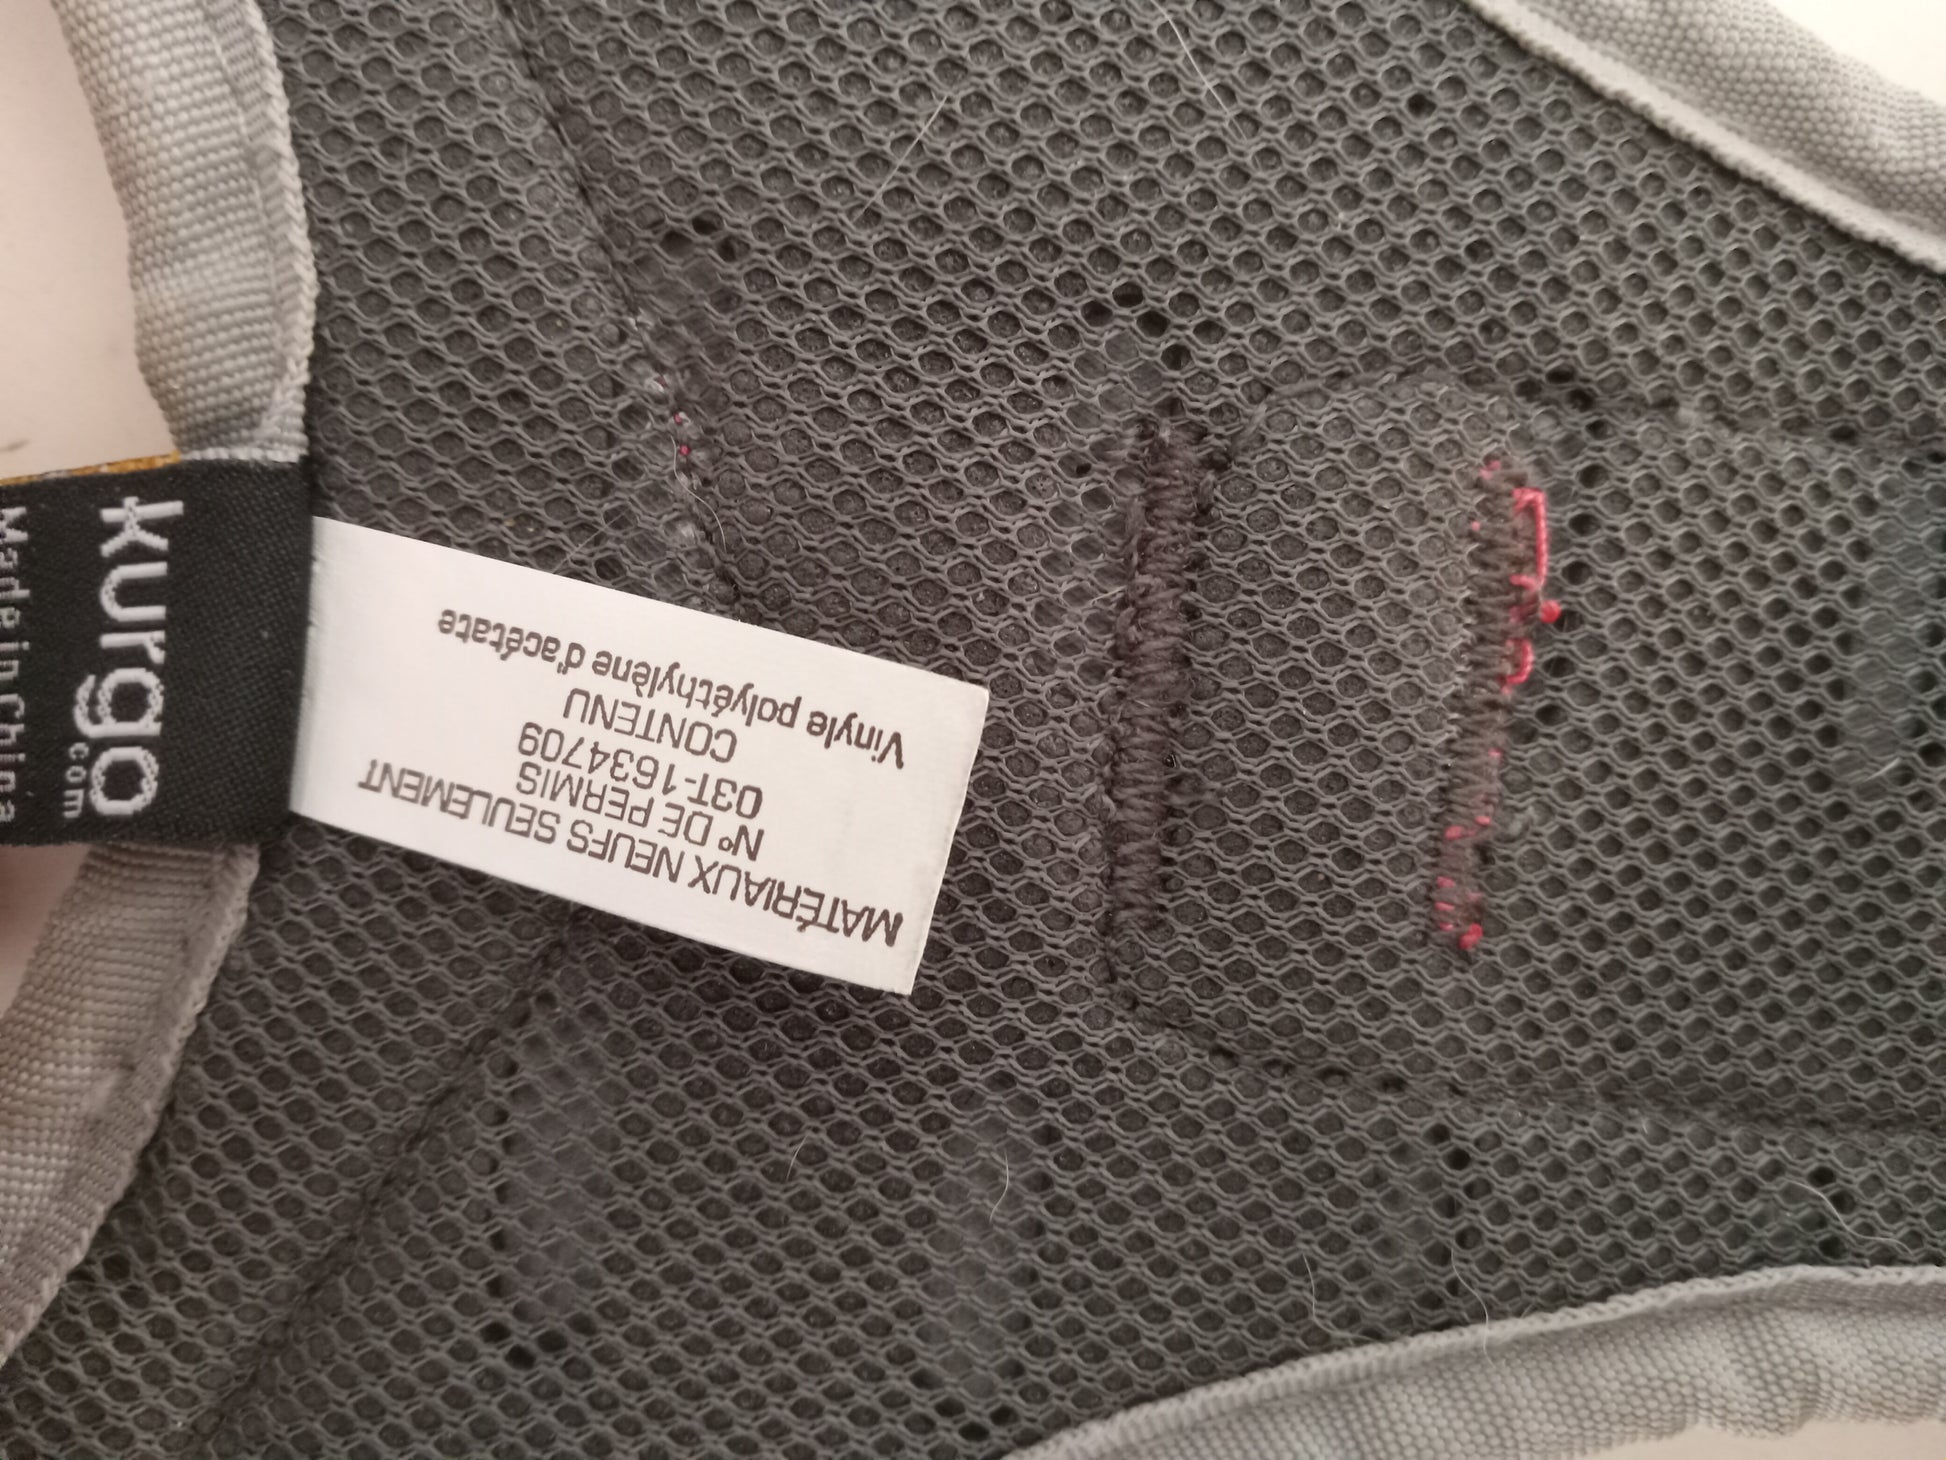 kurgo
.com
Made in China
MATÉRIAUX NEUFS SEULEMENT
Nº DE PERMIS
03T-1634709
CONTENU
Vinyle polyéthylène d'acétate